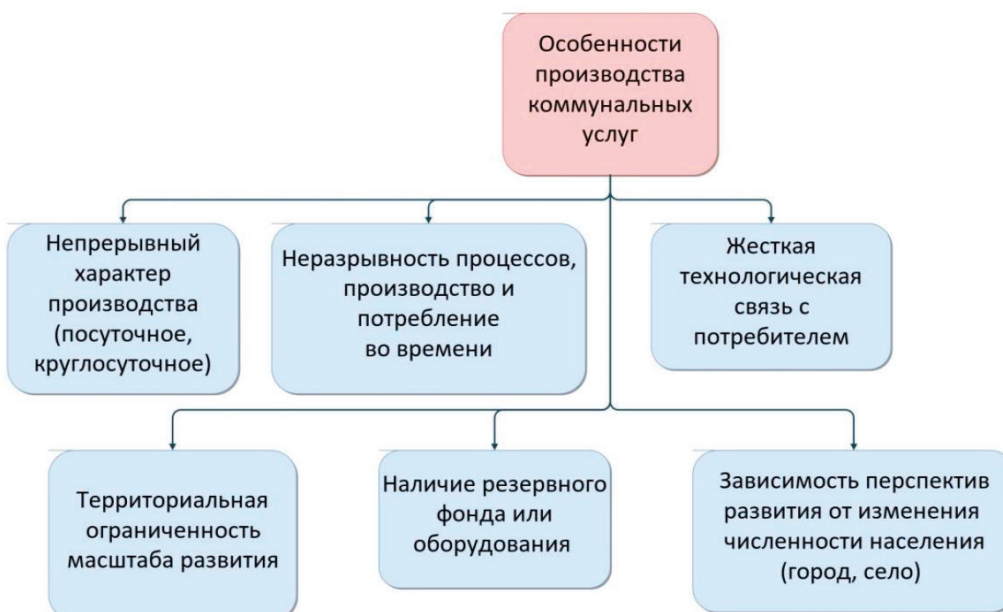 Особенности
производства
коммунальных
услуг
Непрерывный
характер
производства
(посуточное,
круглосуточное)
Неразрывность процессов,
производство и
потребление
во времени
Жесткая
технологическая
связь с
потребителем
Территориальная
ограниченность
масштаба развития
Наличие резервного
фонда или
оборудования
Зависимость перспектив
развития от изменения
численности населения
(город, село)